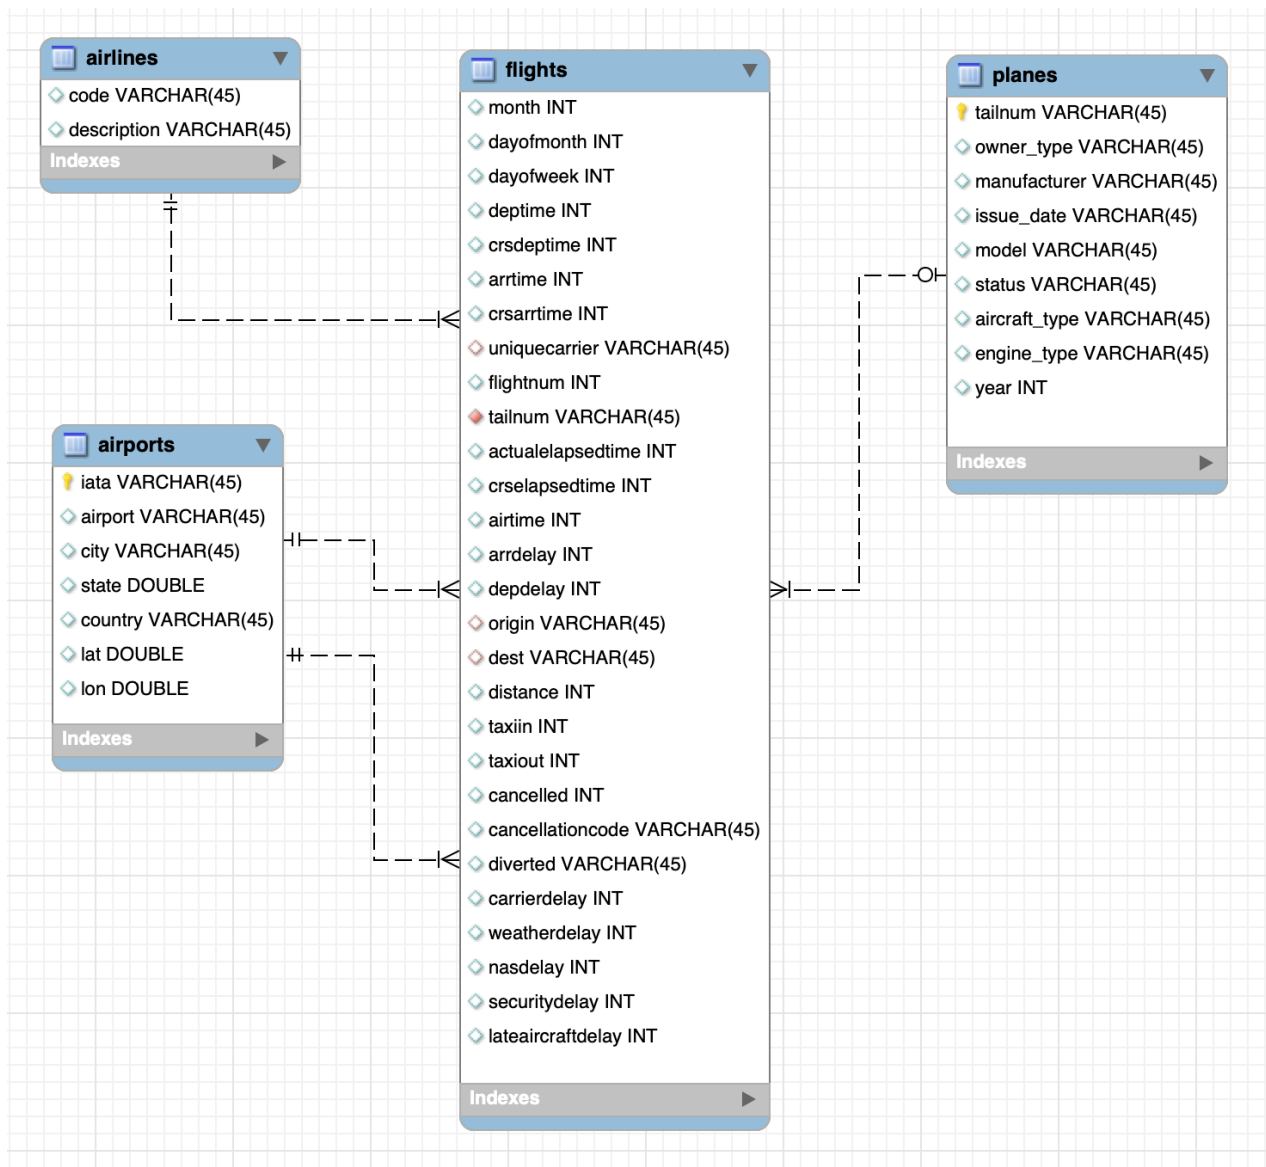 airlines
code VARCHAR(45)
description VARCHAR(45)
Indexes
airports
iata VARCHAR(45)
airport VARCHAR(45)
city VARCHAR(45)
state DOUBLE
country VARCHAR(45)
lat DOUBLE
lon DOUBLE
Indexes
flights
month INT
dayofmonth INT
dayofweek INT
deptime INT
crsdeptime INT
arrtime INT
crsarrtime INT
uniquecarrier VARCHAR(45)
flightnum INT
tailnum VARCHAR(45)
actualelapsedtime INT
crselapsedtime INT
airtime INT
arrdelay INT
depdelay INT
origin VARCHAR(45)
dest VARCHAR(45)
distance INT
taxiin INT
taxiout INT
cancelled INT
cancellationcode VARCHAR(45)
diverted VARCHAR(45)
carrierdelay INT
weatherdelay INT
nasdelay INT
securitydelay INT
lateaircraftdelay INT
Indexes
planes
tailnum VARCHAR(45)
owner_type VARCHAR(45)
manufacturer VARCHAR(45)
issue_date VARCHAR(45)
model VARCHAR(45)
status VARCHAR(45)
aircraft_type VARCHAR(45)
engine_type VARCHAR(45)
year INT
Indexes